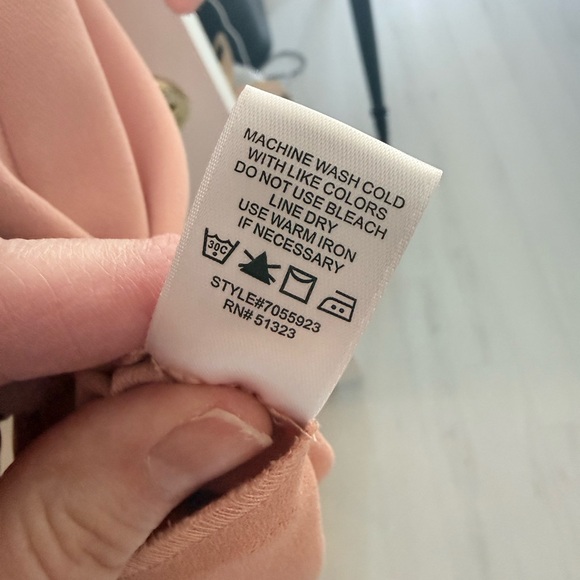 MACHINE WASH COLD
WITH LIKE COLORS
DO NOT USE BLEACH
LINE DRY
USE WARM IRON
IF NECESSARY
30C
STYLE#7055923
RN# 51323